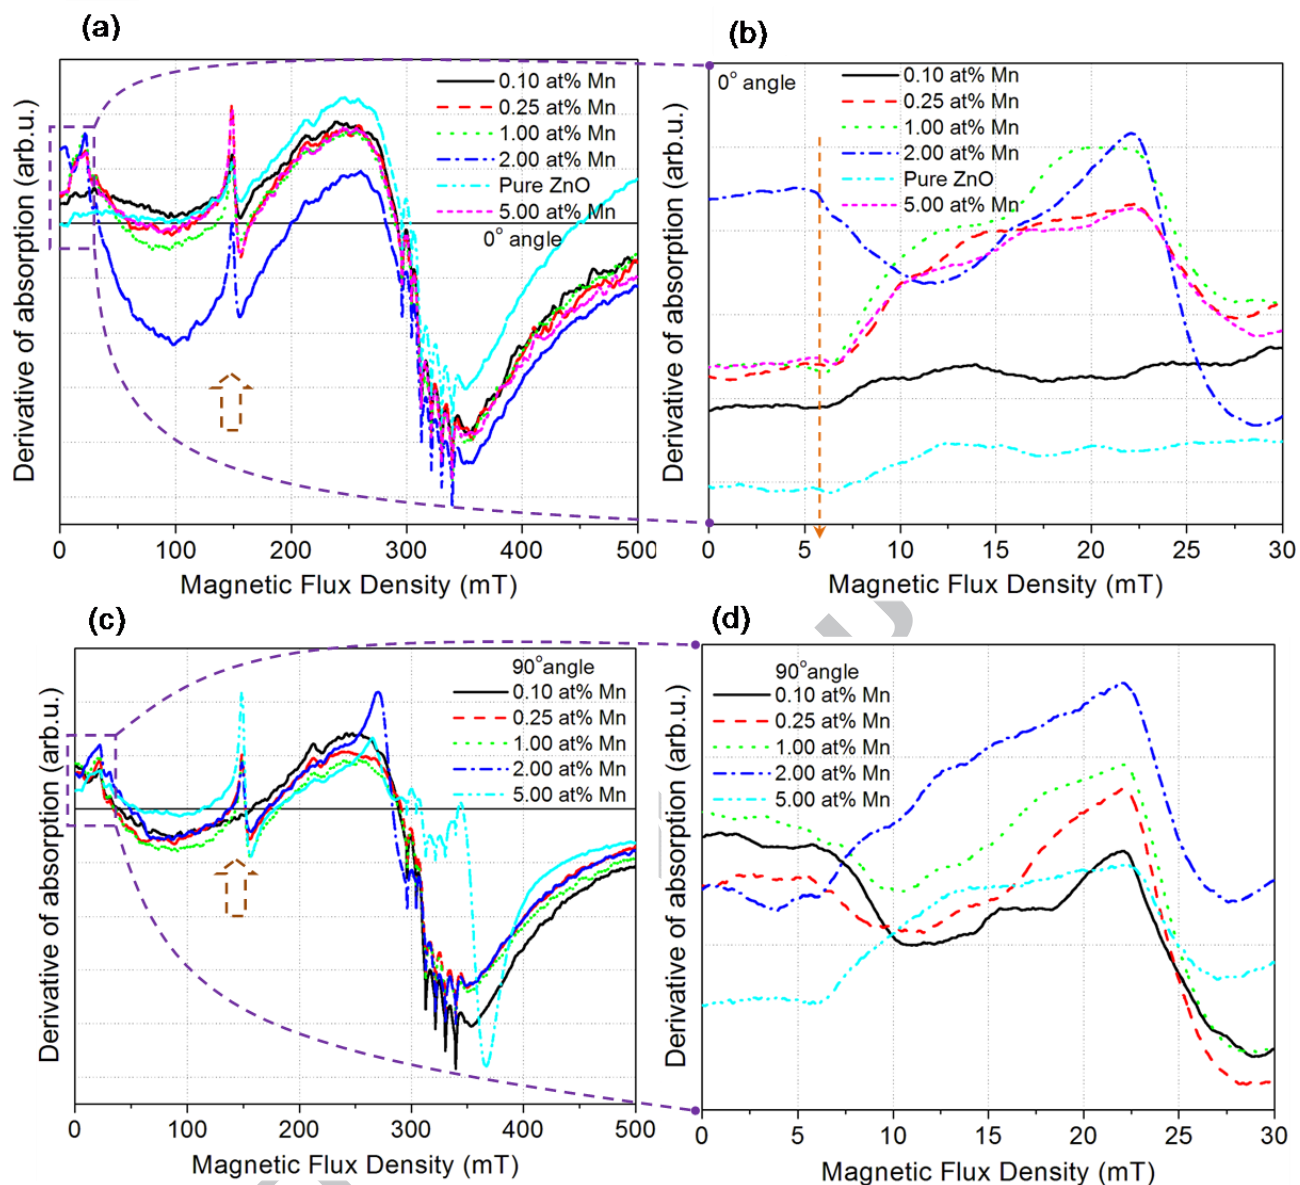 (a)
Derivative of absorption (arb.u.)
0.10 at% Mn
0.25 at% Mn
1.00 at% Mn
2.00 at% Mn
Pure ZnO
5.00 at% Mn
0° angle
0 100 200 300 400 500
Magnetic Flux Density (mT)
(b)
Derivative of absorption (arb.u.)
0° angle
0.10 at% Mn
0.25 at% Mn
1.00 at% Mn
2.00 at% Mn
Pure ZnO
5.00 at% Mn
0 5 10 15 20 25 30
Magnetic Flux Density (mT)
(c)
Derivative of absorption (arb.u.)
90° angle
0.10 at% Mn
0.25 at% Mn
1.00 at% Mn
2.00 at% Mn
5.00 at% Mn
0 100 200 300 400 500
Magnetic Flux Density (mT)
(d)
Derivative of absorption (arb.u.)
90° angle
0.10 at% Mn
0.25 at% Mn
1.00 at% Mn
2.00 at% Mn
5.00 at% Mn
0 5 10 15 20 25 30
Magnetic Flux Density (mT)